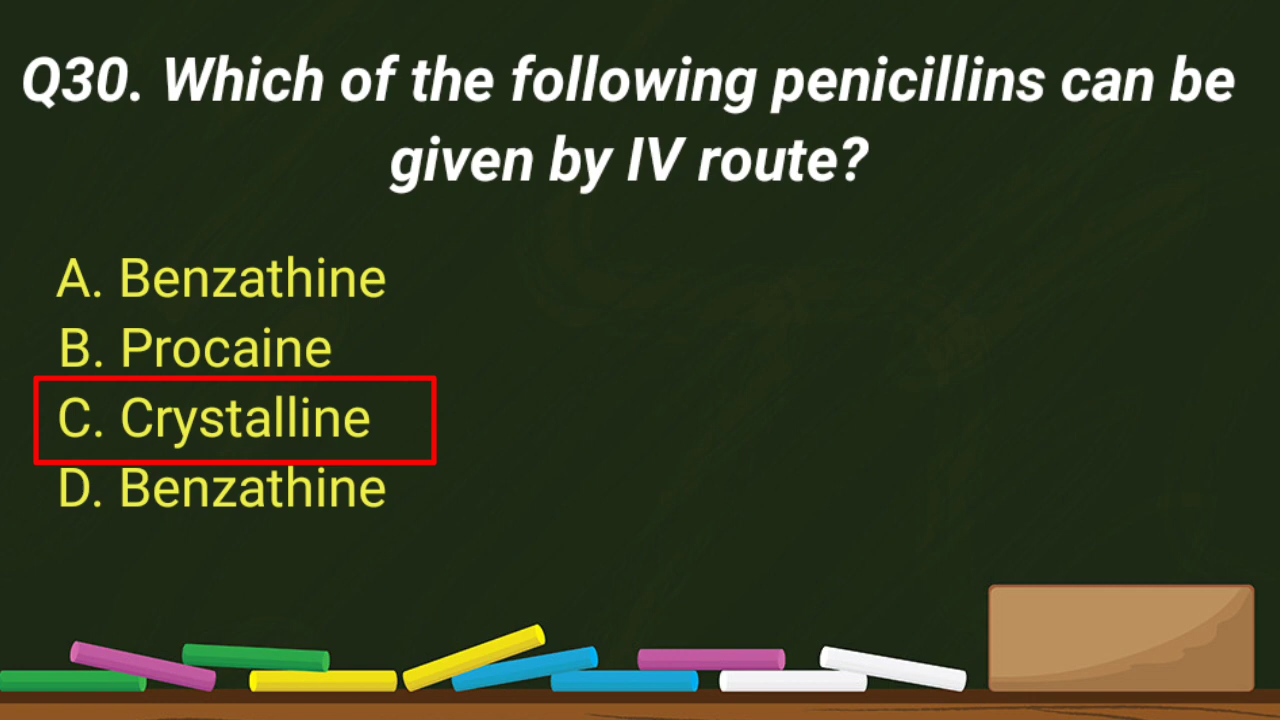 Q30. Which of the following penicillins can be
given by IV route?
A. Benzathine
B. Procaine
C. Crystalline
D. Benzathine